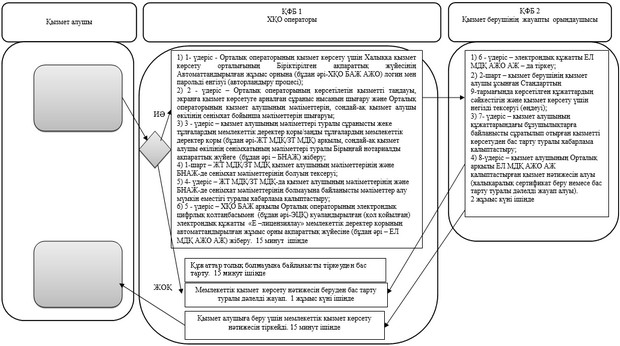 Қызмет алушы
ҚФБ 1
ХҚО операторы
ҚФБ 2
Қызмет берушінің жауапты орындаушысы
1) 1- үдеріс - Орталық операторының қызмет көрсету үшін Халыққа қызмет
көрсету орталығының Біріктірілген ақпараттық жүйесінің
Автоматтандырылған жұмыс орнына (бұдан әрі-ХҚО БАЖ АЖО) логин мен
парольді енгізуі (авторландыру процесі);
2) 2 - үдеріс – Орталық операторының көрсетілетін қызметті таңдауы,
экранға қызмет көрсетуге арналған сұраныс нысанын шығару және Орталық
операторының қызмет алушының мәліметтерін, сондай-ақ қызмет алушы
өкілінің сенімхат бойынша мәліметтерін шығаруы;
3) 3 - үдеріс – қызмет алушының мәліметтері туралы сұранысты жеке
тұлғалардың мемлекеттік деректер қоры/заңды тұлғалардың мемлекеттік
деректер қоры (бұдан әрі-ЖТ МДҚ/ЗТ МДҚ) арқылы, сондай-ақ қызмет
алушы өкілінің сенімхатының мәліметтері туралы Бірыңғай нотариалды
ақпараттық жүйеге (бұдан әрі – БНАЖ) жіберу;
4) 1-шарт – ЖТ МДҚ/ЗТ МДҚ қызмет алушының мәліметтерінің және
БНАЖ-де сенімхат мәліметтерінің болуын тексеруі;
5) 4- үдеріс – ЖТ МДҚ/ЗТ МДҚ-да қызмет алушының мәліметтерінің және
БНАЖ-де сенімхат мәліметтерінің болмауына байланысты мәліметтер алу
мүмкін еместігі туралы хабарлама қалыптастыру;
6) 5 - үдеріс – ХҚО БАЖ арқылы Орталық операторының электрондық
цифрлық қолтаңбасымен (бұдан әрі-ЭЦҚ) куәландырылған (қол қойылған)
электрондық құжатты «Е –лицензиялау» мемлекеттік деректер қорының
автоматтандырылған жұмыс орны ақпараттық жүйесіне (бұдан әрі – ЕЛ
МДҚ АЖО АЖ) жіберу. 15 минут ішінде
1) 6 - үдеріс – электрондық құжатты ЕЛ
МДҚ АЖО АЖ – да тіркеу;
2) 2-шарт – қызмет берушінің қызмет
алушы ұсынған Стандарттың
9-тармағында көрсетілген құжаттардың
сәйкестігін және қызмет көрсету үшін
негізді тексеруі (өңдеуі);
3) 7- үдеріс – қызмет алушының
құжаттарындағы бұзушылықтарға
байланысты сұратылып отырған қызметті
көрсетуден бас тарту туралы хабарлама
қалыптастыру;
4) 8-үдеріс – қызмет алушының Орталық
арқылы ЕЛ МДҚ АЖО АЖ
қалыптастырған қызмет нәтижесін алуы
(халықаралық сертификат беру немесе бас
тарту туралы дәлелді жауап алуы).
2 жұмыс күні ішінде
ИӘ
ЖОҚ
Құжаттар толық болмауына байланысты тіркеуден бас
тарту. 15 минут ішінде
Мемлекеттік қызмет көрсету нәтижесін беруден бас тарту
туралы дәлелді жауап. 1 жұмыс күні ішінде
Қызмет алушыға беру үшін мемлекеттік қызмет көрсету
нәтижесін тіркейді. 15 минут ішінде